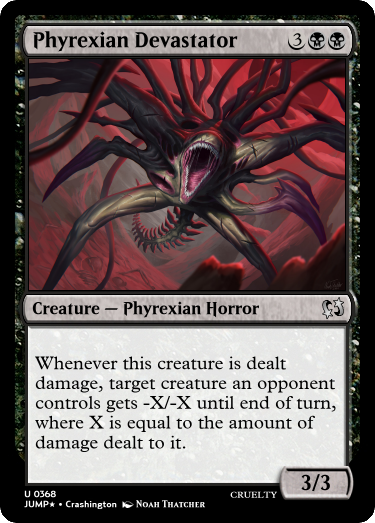 Phyrexian Devastator 3
Creature — Phyrexian Horror
Whenever this creature is dealt
damage, target creature an opponent
controls gets -X/-X until end of turn,
where X is equal to the amount of
damage dealt to it.
3/3
U 0368
JUMP★ • Crashington Noah Thatcher
CRUELTY